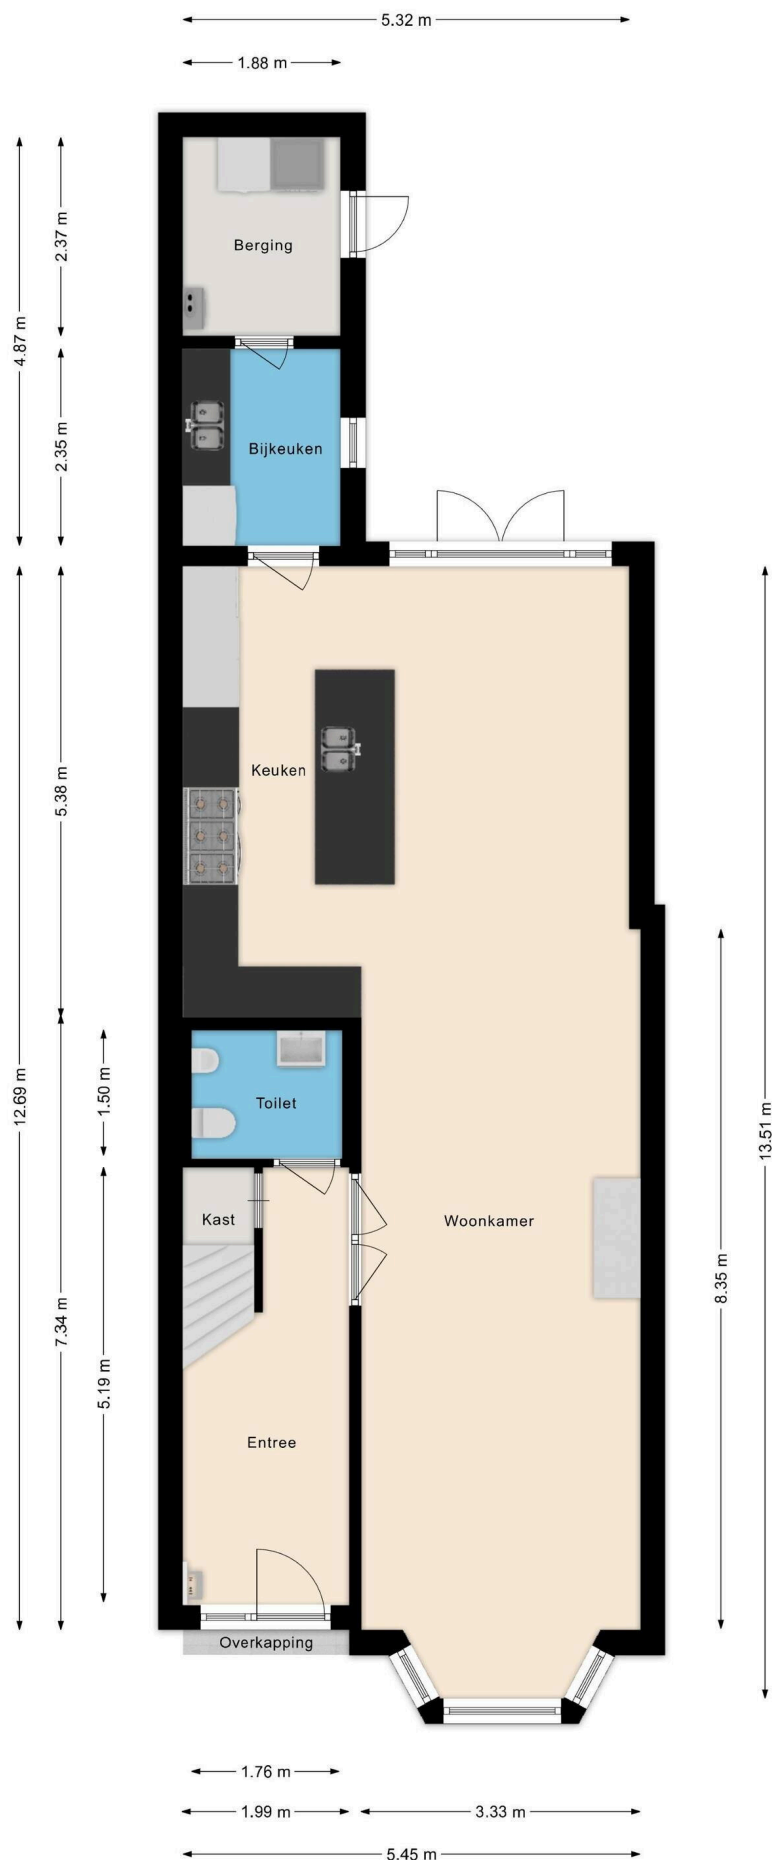 5.32 m
1.88 m
2.37 m
Berging
4.87 m
2.35 m
Bijkeuken
5.38 m
Keuken
12.69 m
1.50 m
Toilet
13.51 m
Kast
Woonkamer
8.35 m
7.34 m
5.19 m
Entree
Overkapping
1.76 m
1.99 m
3.33 m
5.45 m